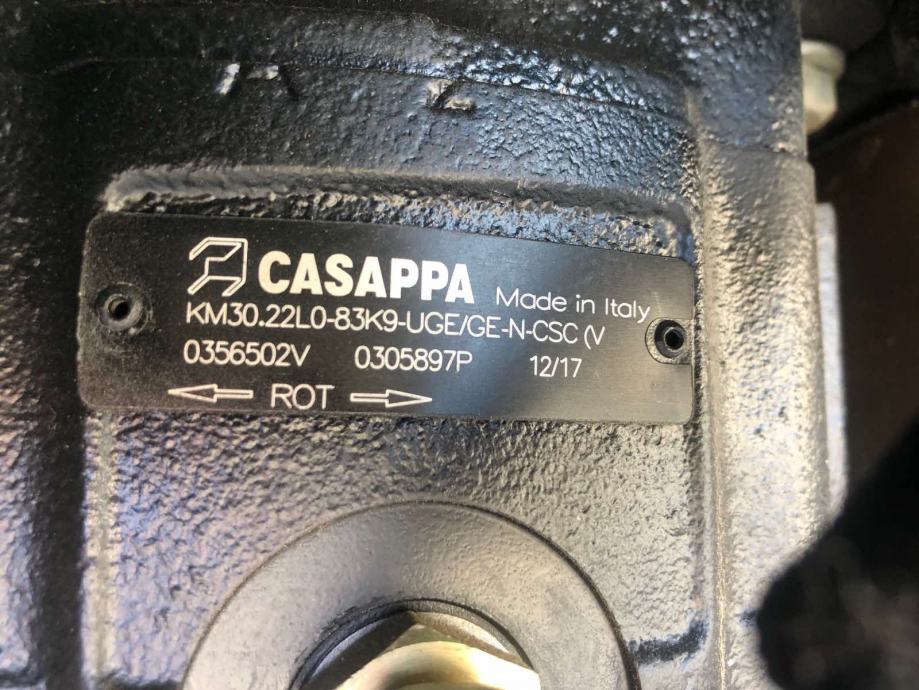 CASAPPA Made in Italy
KM30.22L0-83K9-UGE/GE-N-CSC (V
0356502V 0305897P 12/17
ROT